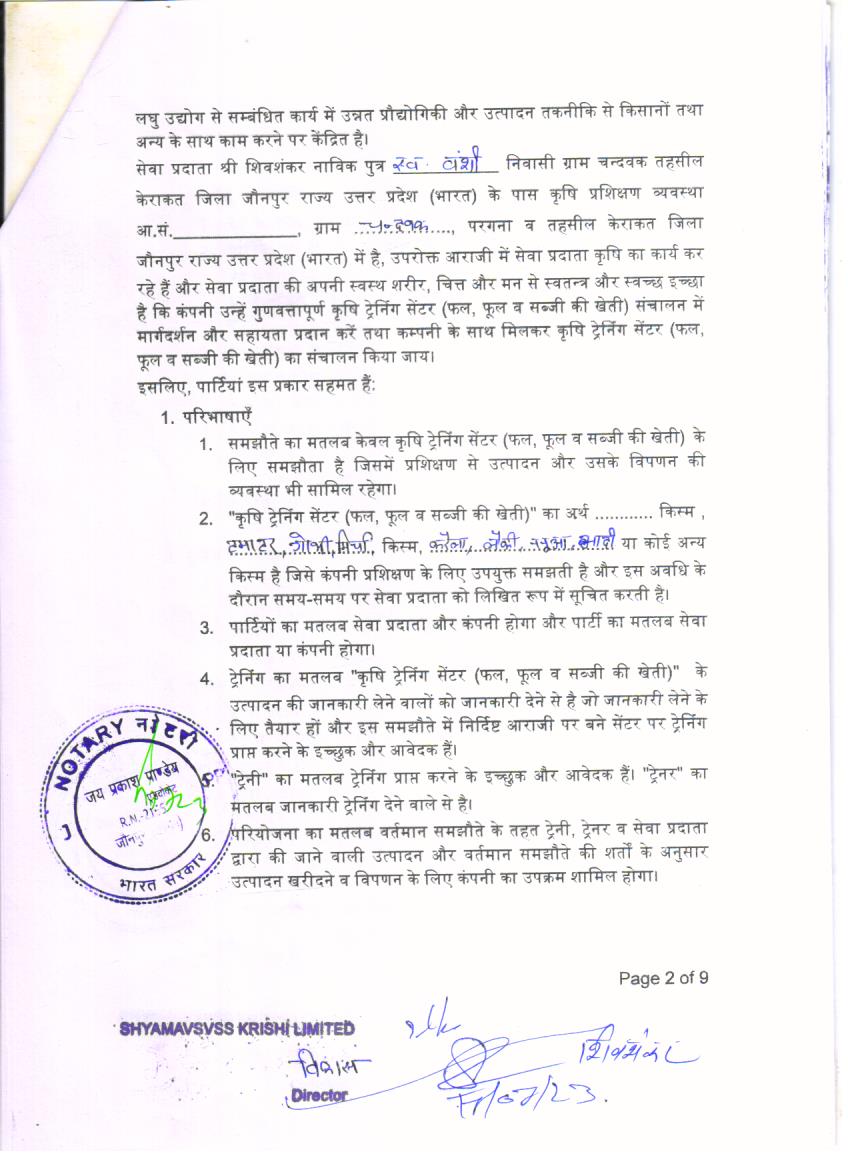 लघु उद्योग से सम्बंधित कार्य में उन्नत प्रौद्योगिकी और उत्पादन तकनीकि से किसानों तथा
अन्य के साथ काम करने पर केंद्रित है।
सेवा प्रदाता श्री शिवशंकर नाविक पुत्र स्व. वंशी निवासी ग्राम चन्दवक तहसील
केराकत जिला जौनपुर राज्य उत्तर प्रदेश (भारत) के पास कृषि प्रशिक्षण व्यवस्था
आ.सं._______________, ग्राम ...चन्दवक...., परगना व तहसील केराकत जिला
जौनपुर राज्य उत्तर प्रदेश (भारत) में है, उपरोक्त आराजी में सेवा प्रदाता कृषि का कार्य कर
रहे हैं और सेवा प्रदाता की अपनी स्वस्थ शरीर, चित्त और मन से स्वतन्त्र और स्वच्छ इच्छा
है कि कंपनी उन्हें गुणवत्तापूर्ण कृषि ट्रेनिंग सेंटर (फल, फूल व सब्जी की खेती) संचालन में
मार्गदर्शन और सहायता प्रदान करें तथा कम्पनी के साथ मिलकर कृषि ट्रेनिंग सेंटर (फल,
फूल व सब्जी की खेती) का संचालन किया जाय।
इसलिए, पार्टियां इस प्रकार सहमत हैं:
1. परिभाषाएँ
1. समझौते का मतलब केवल कृषि ट्रेनिंग सेंटर (फल, फूल व सब्जी की खेती) के
लिए समझौता है जिसमें प्रशिक्षण से उत्पादन और उसके विपणन की
व्यवस्था भी सामिल रहेगा।
2. "कृषि ट्रेनिंग सेंटर (फल, फूल व सब्जी की खेती)" का अर्थ ............ किस्म ,
टमाटर, गोभी, मिर्चा, किस्म, लौकी, या कोई अन्य
किस्म है जिसे कंपनी प्रशिक्षण के लिए उपयुक्त समझती है और इस अवधि के
दौरान समय-समय पर सेवा प्रदाता को लिखित रूप में सूचित करती है।
3. पार्टियों का मतलब सेवा प्रदाता और कंपनी होगा और पार्टी का मतलब सेवा
प्रदाता या कंपनी होगा।
4. ट्रेनिंग का मतलब "कृषि ट्रेनिंग सेंटर (फल, फूल व सब्जी की खेती)" के
उत्पादन की जानकारी लेने वालों को जानकारी देने से है जो जानकारी लेने के
लिए तैयार हों और इस समझौते में निर्दिष्ट आराजी पर बने सेंटर पर ट्रेनिंग
प्राप्त करने के इच्छुक और आवेदक हैं।
5. "ट्रेनी" का मतलब ट्रेनिंग प्राप्त करने के इच्छुक और आवेदक हैं। "ट्रेनर" का
मतलब जानकारी ट्रेनिंग देने वाले से है।
6. परियोजना का मतलब वर्तमान समझौते के तहत ट्रेनी, ट्रेनर व सेवा प्रदाता
द्वारा की जाने वाली उत्पादन और वर्तमान समझौते की शर्तों के अनुसार
उत्पादन खरीदने व विपणन के लिए कंपनी का उपक्रम शामिल होगा।
NOTARY नोटरी
जय प्रकाश पाण्डेय
एडवोकेट
जौनपुर
भारत सरकार
Page 2 of 9
SHYAMAVSVSS KRISHI LIMITED
विकास
शिवशंकर
Director